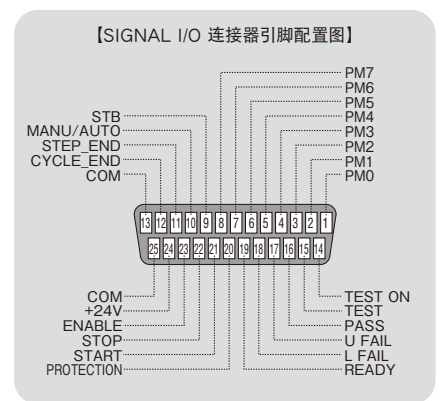 【SIGNAL I/O 连接器引脚配置图】
PM7
PM6
PM5
PM4
PM3
PM2
PM1
PM0
STB
MANU/AUTO
STEP_END
CYCLE_END
COM
13 12 11 10 9 8 7 6 5 4 3 2 1
25 24 23 22 21 20 19 18 17 16 15 14
COM
+24V
ENABLE
STOP
START
PROTECTION
TEST ON
TEST
PASS
U FAIL
L FAIL
READY